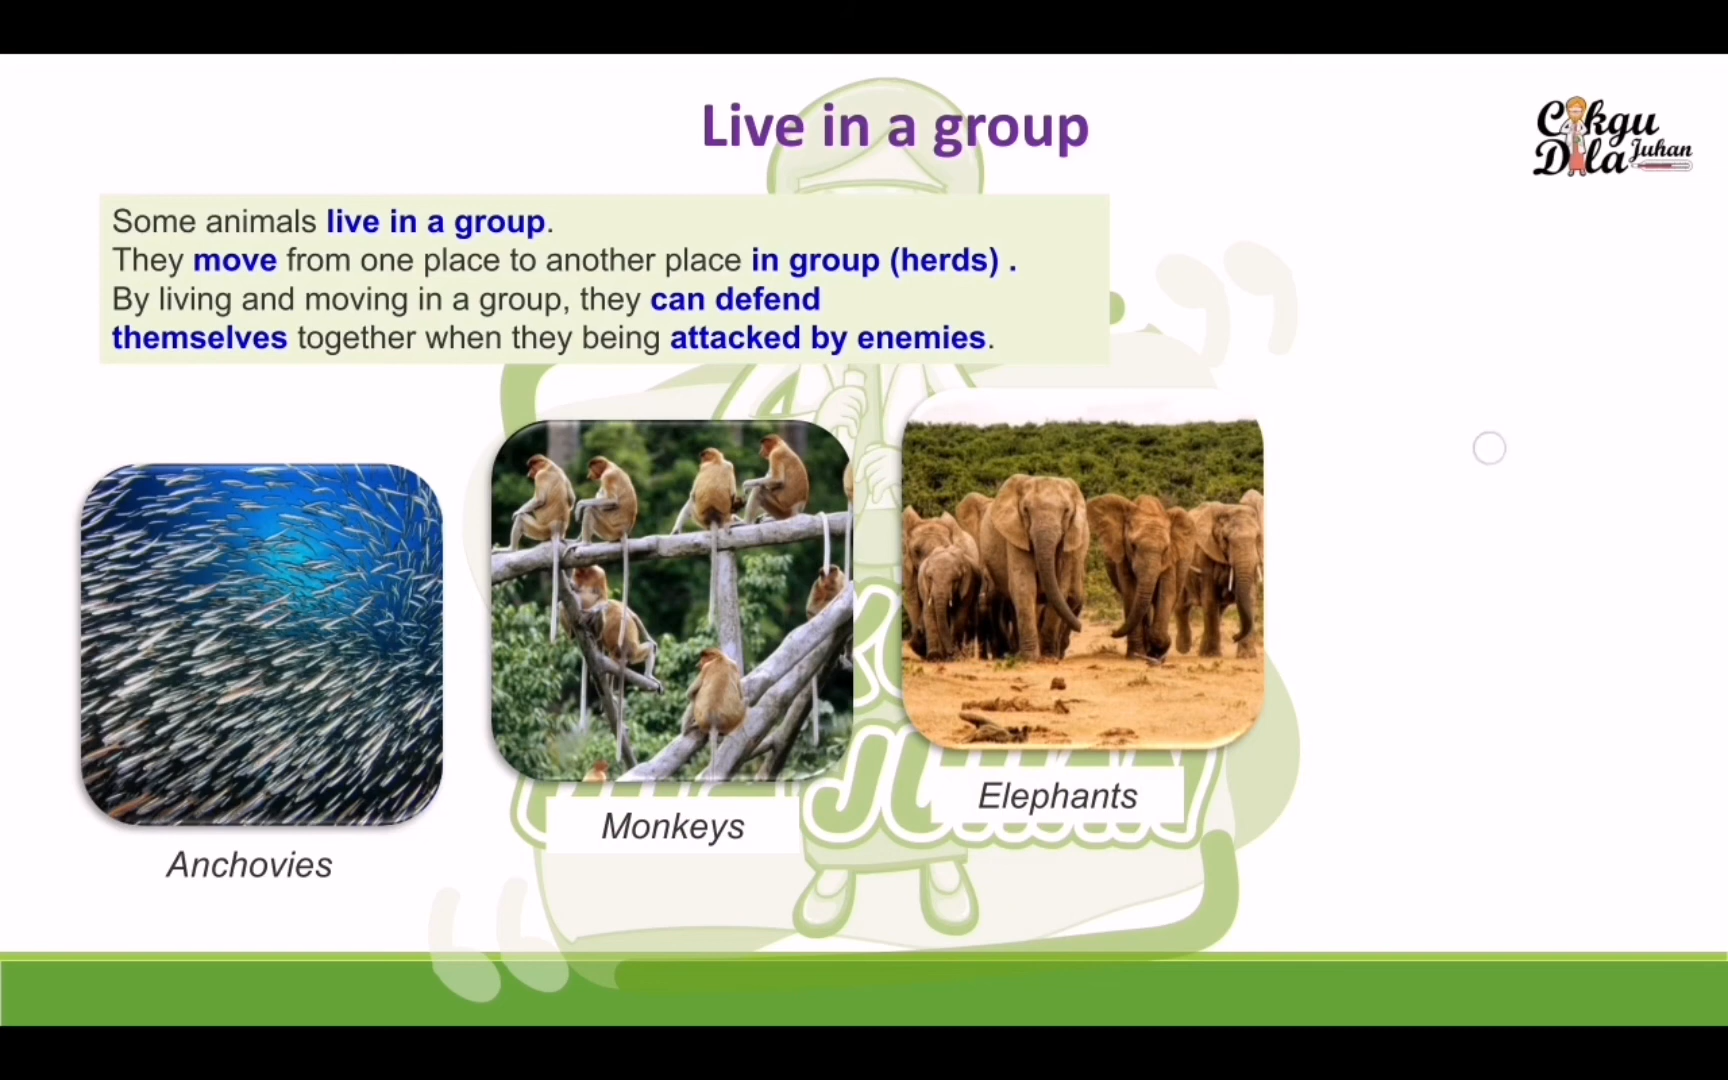 Live in a group
Cikgu
Dila Juhan
Some animals live in a group.
They move from one place to another place in group (herds) .
By living and moving in a group, they can defend
themselves together when they being attacked by enemies.
Elephants
Monkeys
Anchovies